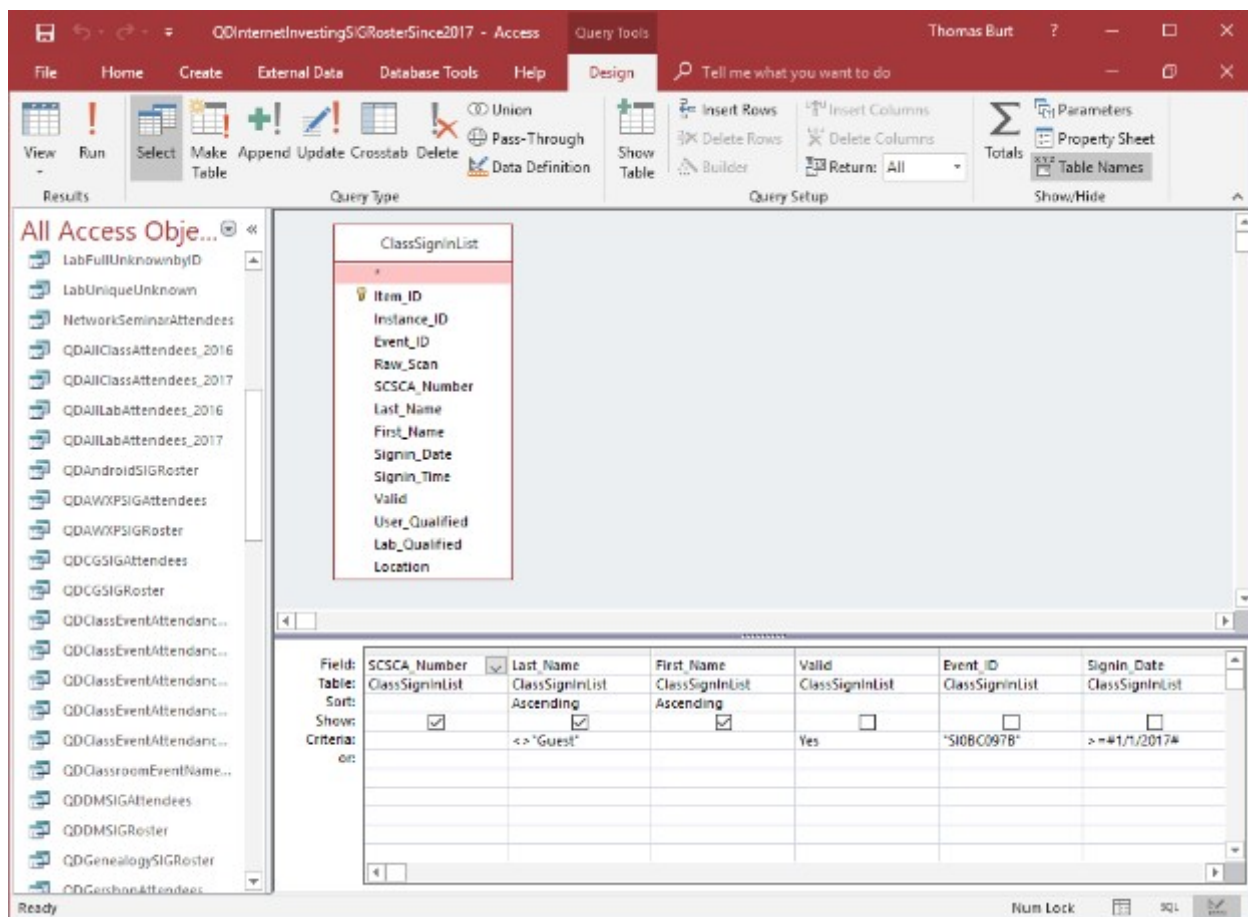 QDInternetInvestingSIGRosterSince2017 - Access Query Tools Thomas Burt ?
File Home Create External Data Database Tools Help Design Tell me what you want to do
View Run Select Make Table Append Update Crosstab Delete Union Pass-Through Data Definition Show Table Insert Rows Delete Rows Builder Insert Columns Delete Columns Return: All Totals Parameters Property Sheet Table Names
Results Query Type Query Setup Show/Hide
All Access Obje... «
LabFullUnknownbyID
LabUniqueUnknown
NetworkSeminarAttendees
QDAllClassAttendees_2016
QDAllClassAttendees_2017
QDAllLabAttendees_2016
QDAllLabAttendees_2017
QDAndroidSIGRoster
QDAWXPSIGAttendees
QDAWXPSIGRoster
QDCGSIGAttendees
QDCGSIGRoster
QDClassEventAttendanc...
QDClassEventAttendanc...
QDClassEventAttendanc...
QDClassEventAttendanc...
QDClassEventAttendanc...
QDClassroomEventName...
QDDMSIGAttendees
QDDMSIGRoster
QDGenealogySIGRoster
QDGershonAttendees
ClassSignInList
*
Item_ID
Instance_ID
Event_ID
Raw_Scan
SCSCA_Number
Last_Name
First_Name
Signin_Date
Signin_Time
Valid
User_Qualified
Lab_Qualified
Location
Field: SCSCA_Number Last_Name First_Name Valid Event_ID Signin_Date
Table: ClassSignInList ClassSignInList ClassSignInList ClassSignInList ClassSignInList ClassSignInList
Sort: Ascending Ascending
Show:
Criteria: <>"Guest" Yes "SI0BC097B" >=#1/1/2017#
or:
Ready Num Lock SQL